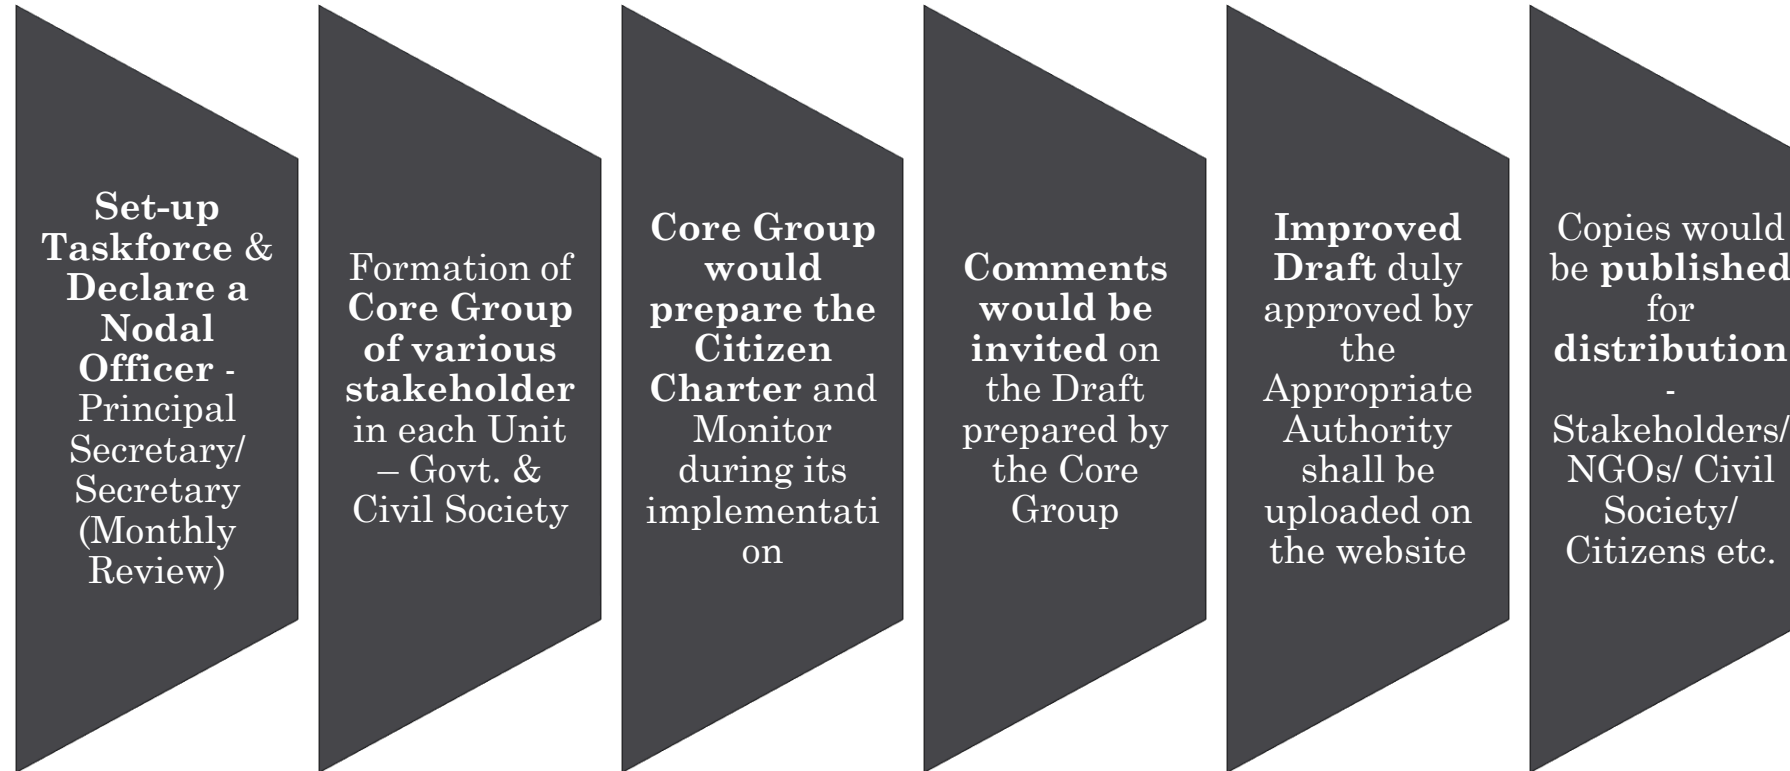 Set-up
Taskforce &
Declare a
Nodal
Officer -
Principal
Secretary/
Secretary
(Monthly
Review)
Formation of
Core Group
of various
stakeholder
in each Unit
– Govt. &
Civil Society
Core Group
would
prepare the
Citizen
Charter and
Monitor
during its
implementati
on
Comments
would be
invited on
the Draft
prepared by
the Core
Group
Improved
Draft duly
approved by
the
Appropriate
Authority
shall be
uploaded on
the website
Copies would
be published
for
distribution
-
Stakeholders/
NGOs/ Civil
Society/
Citizens etc.